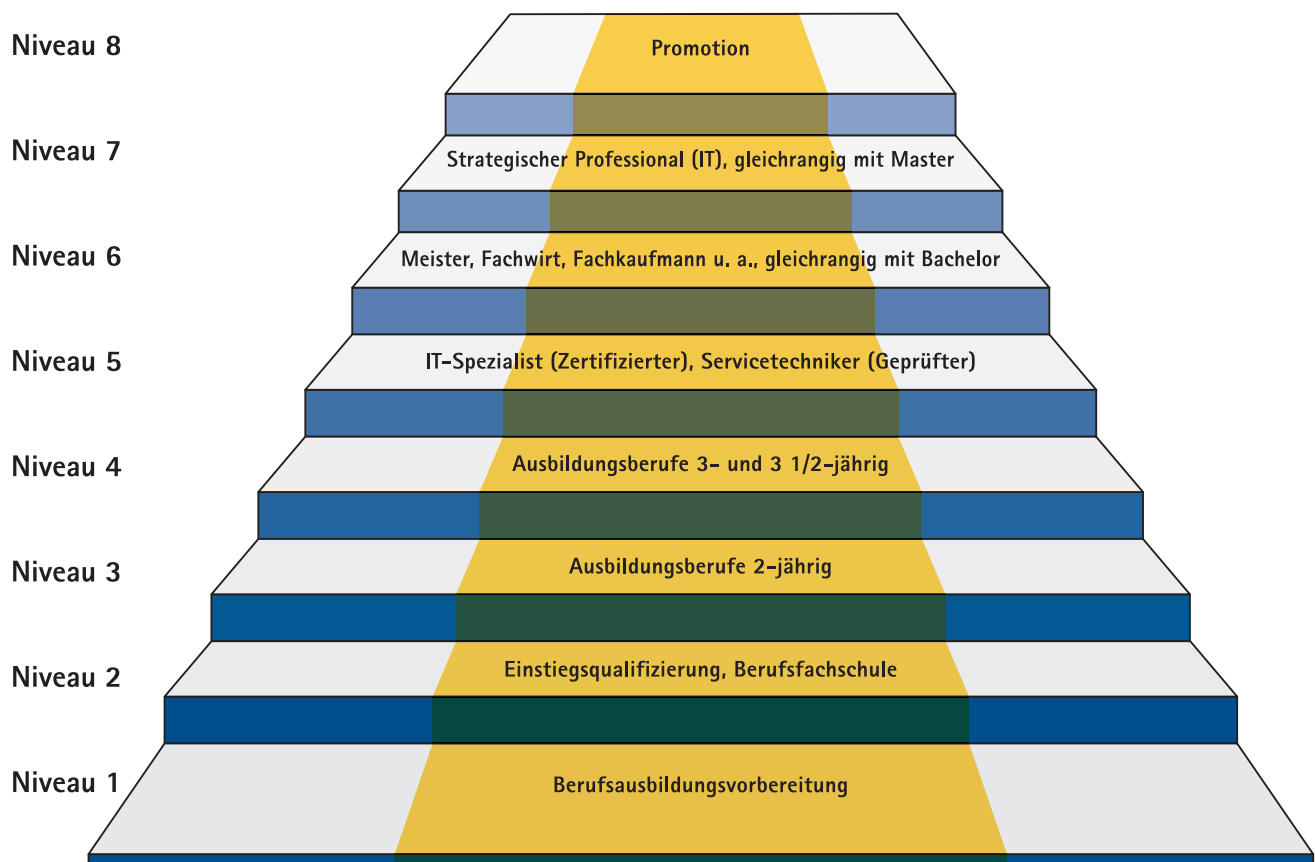 Niveau 8
Promotion
Niveau 7
Strategischer Professional (IT), gleichrangig mit Master
Niveau 6
Meister, Fachwirt, Fachkaufmann u. a., gleichrangig mit Bachelor
Niveau 5
IT-Spezialist (Zertifizierter), Servicetechniker (Geprüfter)
Niveau 4
Ausbildungsberufe 3- und 3 1/2-jährig
Niveau 3
Ausbildungsberufe 2-jährig
Niveau 2
Einstiegsqualifizierung, Berufsfachschule
Niveau 1
Berufsausbildungsvorbereitung